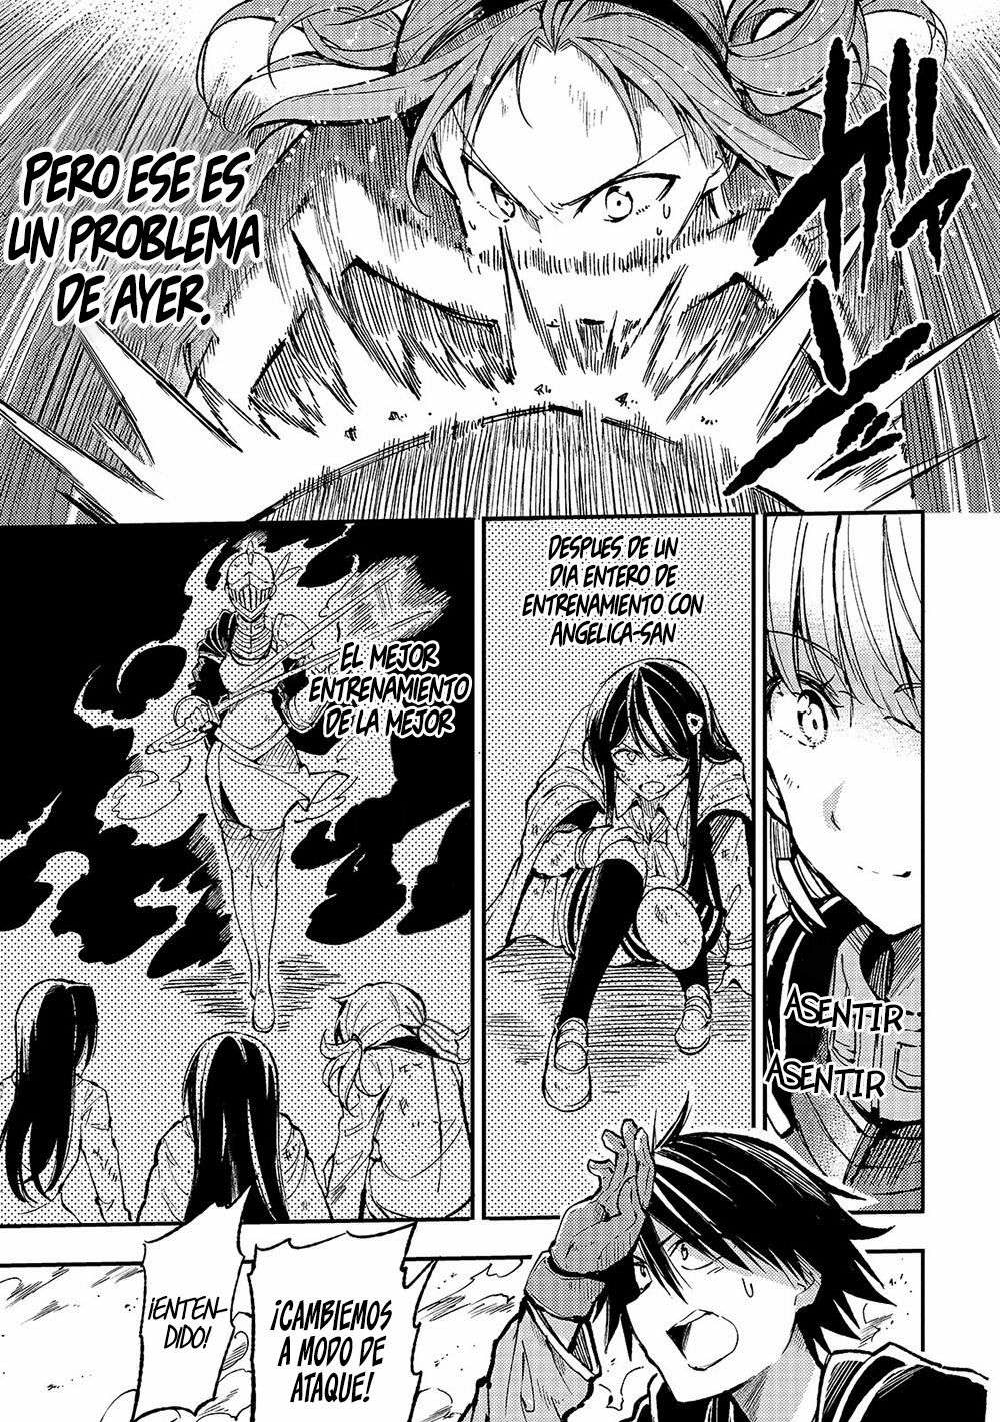 PERO ESE ES
UN PROBLEMA
DE AYER.
ASENTIR
ASENTIR
DESPUES DE UN
DIA ENTERO DE
ENTRENAMIENTO CON
ANGELICA-SAN
EL MEJOR
ENTRENAMIENTO
DE LA MEJOR
¡CAMBIEMOS
A MODO DE
ATAQUE!
¡ENTEN-
DIDO!